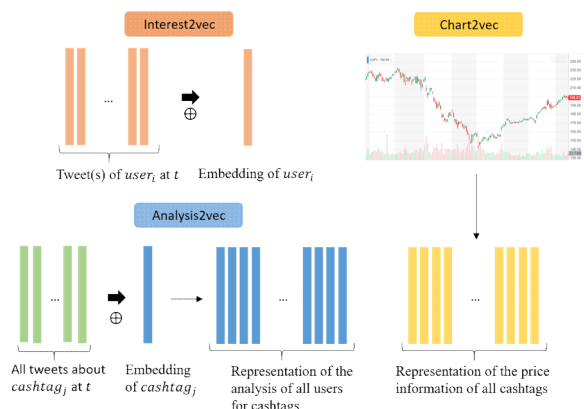 Interest2vec
Chart2vec
...
...
⊕
Tweet(s) of user_i at t
Embedding of user_i
Analysis2vec
...
...
...
⊕
All tweets about
cashtag_j at t
Embedding
of cashtag_j
Representation of the
analysis of all users
for cashtags
Representation of the price
information of all cashtags